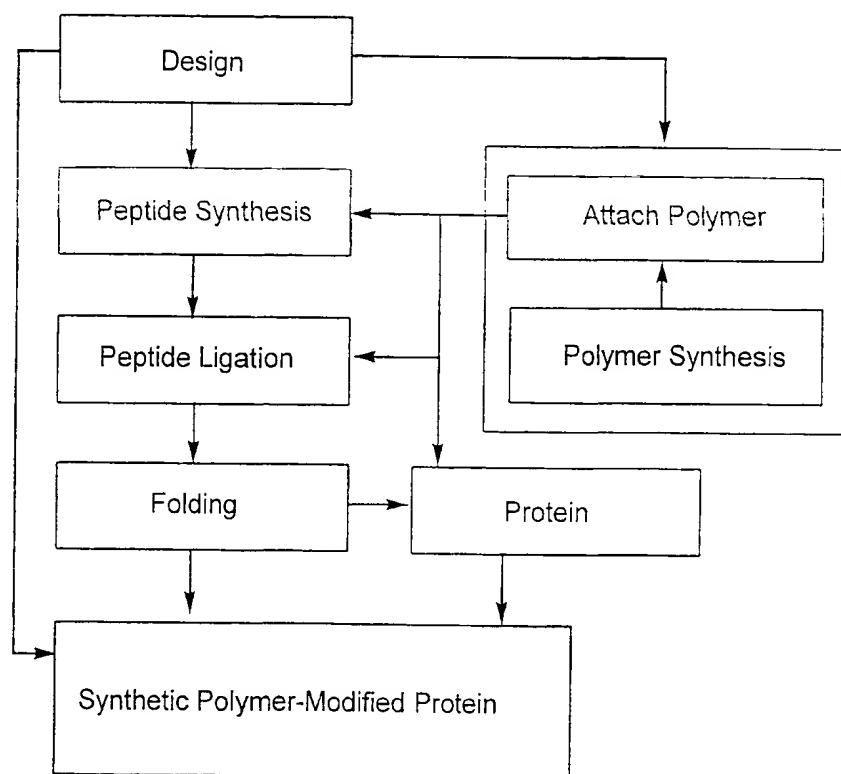 Design
Peptide Synthesis
Attach Polymer
Peptide Ligation
Polymer Synthesis
Folding
Protein
Synthetic Polymer-Modified Protein